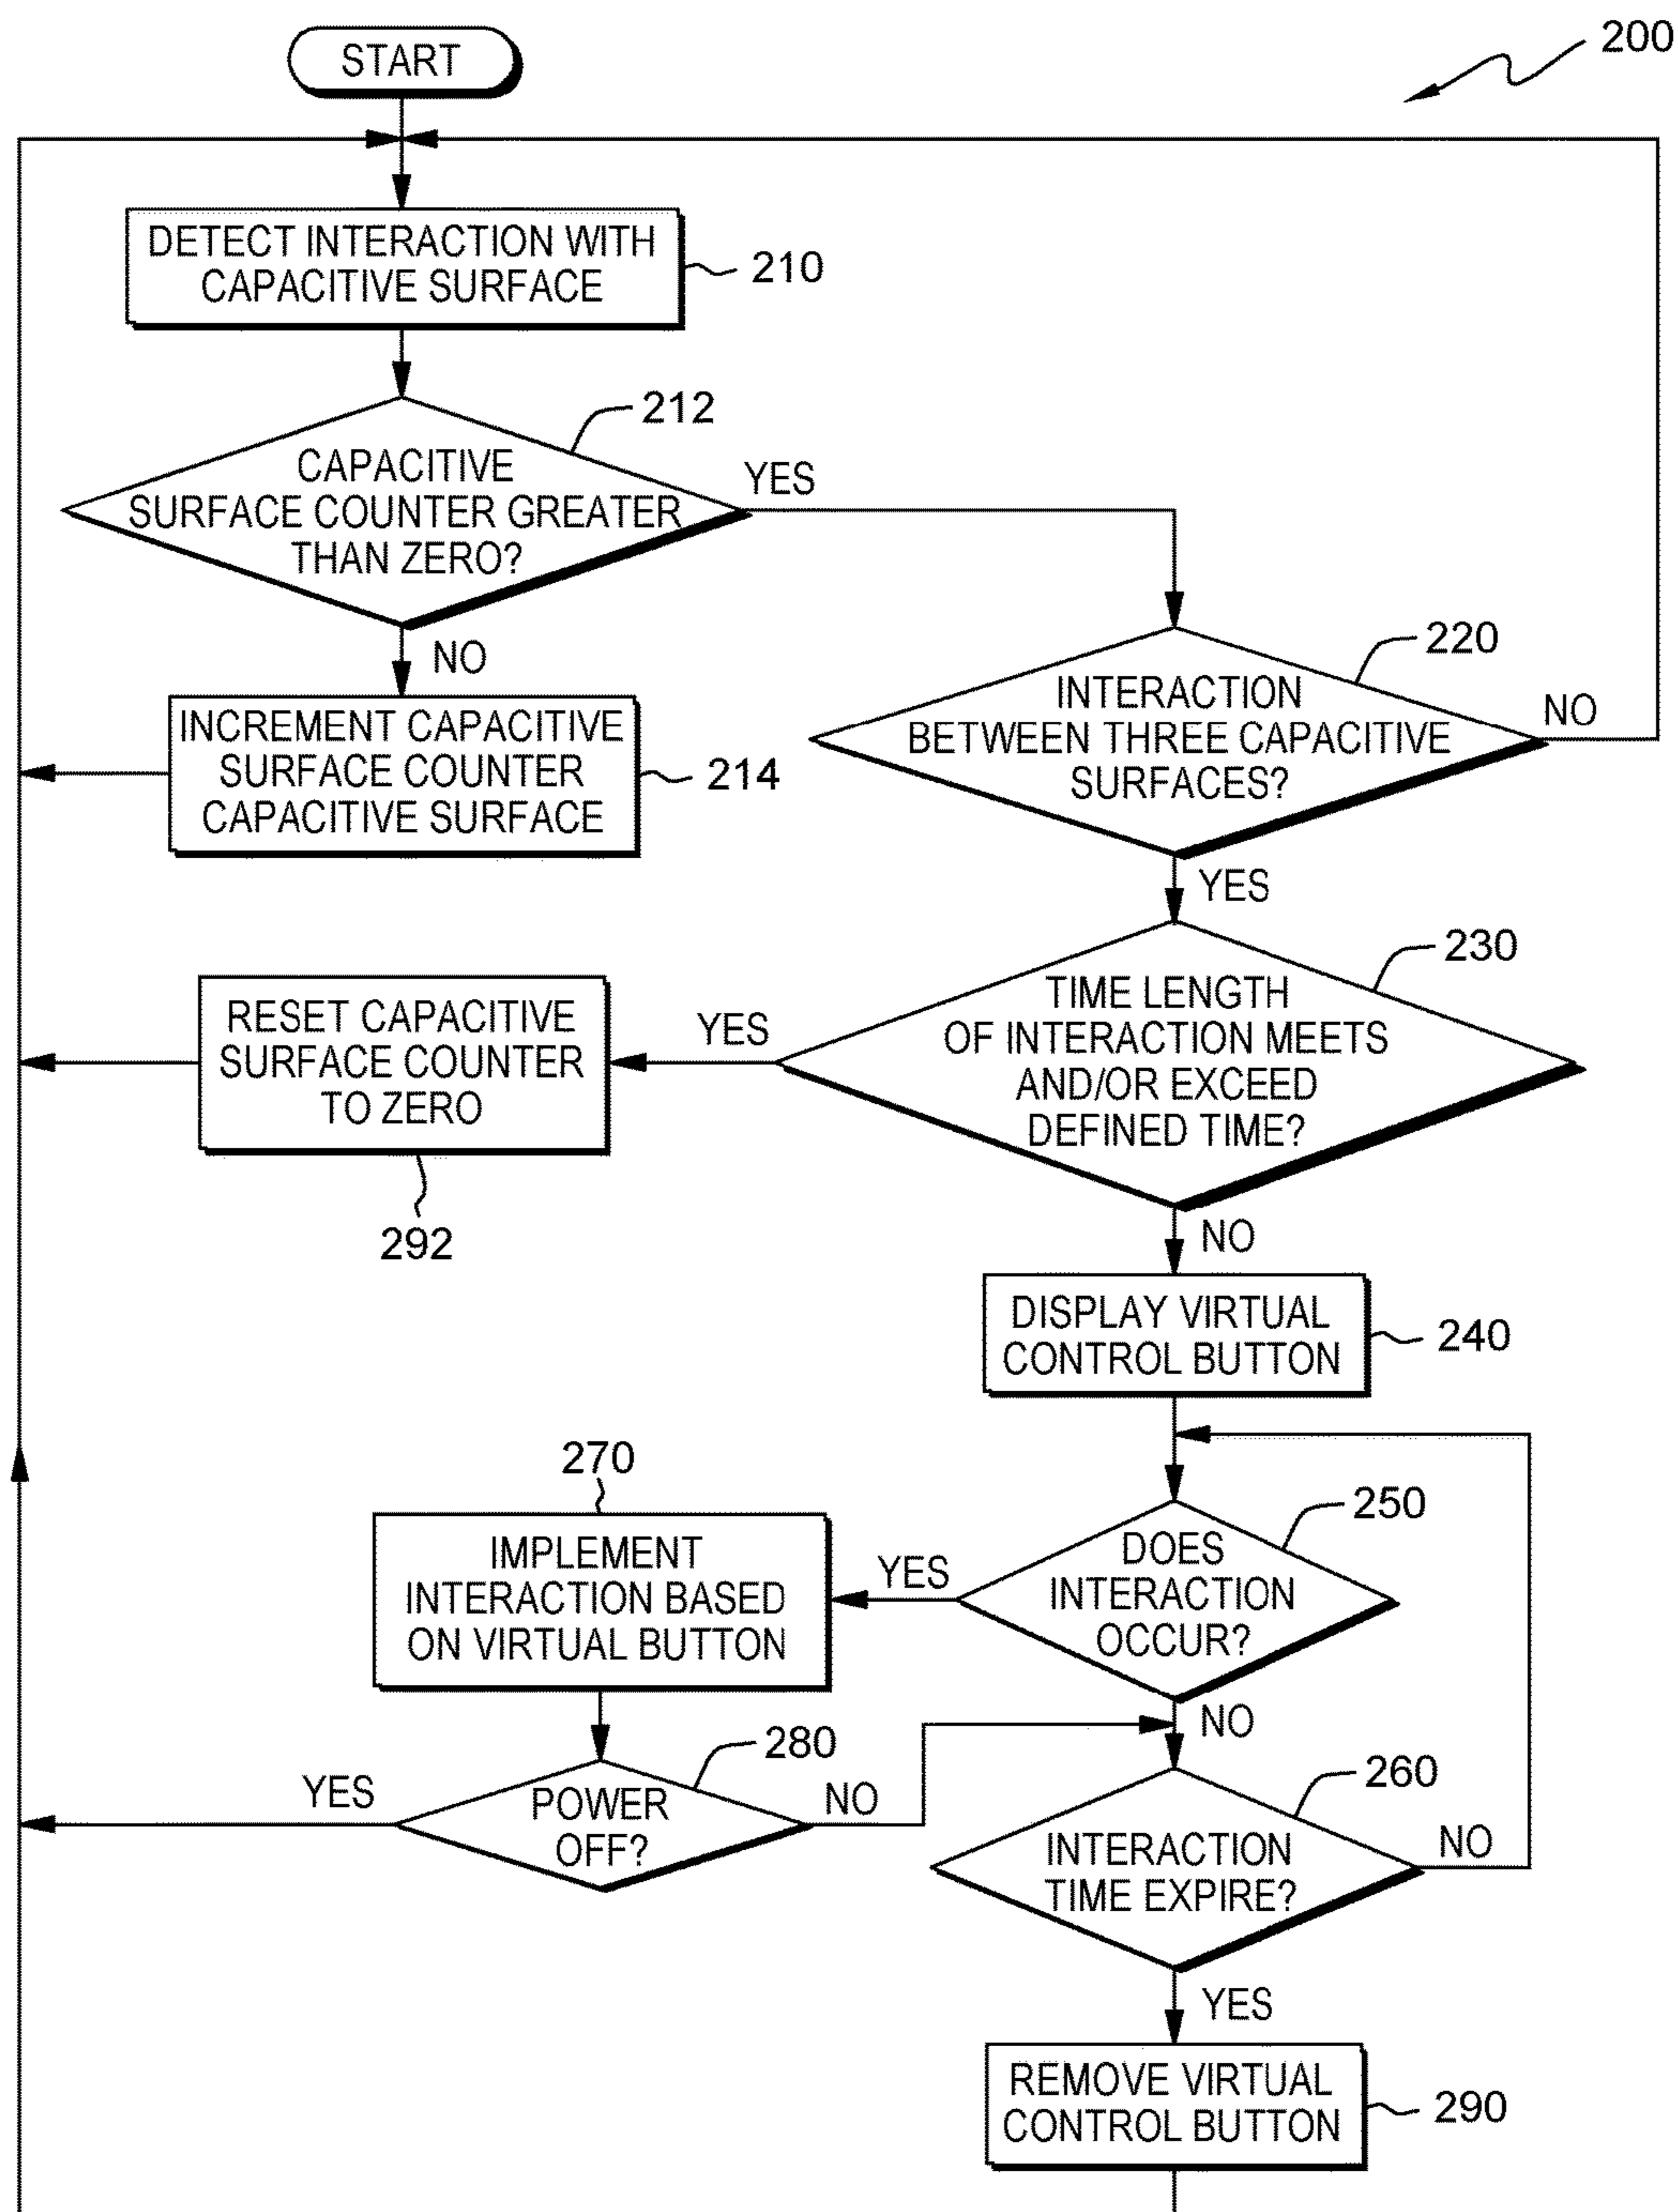 START
200
DETECT INTERACTION WITH
CAPACITIVE SURFACE
210
212
CAPACITIVE
SURFACE COUNTER GREATER
THAN ZERO?
YES
NO
INCREMENT CAPACITIVE
SURFACE COUNTER
CAPACITIVE SURFACE
214
220
INTERACTION
BETWEEN THREE CAPACITIVE
SURFACES?
NO
YES
230
TIME LENGTH
OF INTERACTION MEETS
AND/OR EXCEED
DEFINED TIME?
YES
RESET CAPACITIVE
SURFACE COUNTER
TO ZERO
292
NO
DISPLAY VIRTUAL
CONTROL BUTTON
240
250
DOES
INTERACTION
OCCUR?
YES
270
IMPLEMENT
INTERACTION BASED
ON VIRTUAL BUTTON
NO
280
POWER
OFF?
YES
NO
260
INTERACTION
TIME EXPIRE?
NO
YES
REMOVE VIRTUAL
CONTROL BUTTON
290